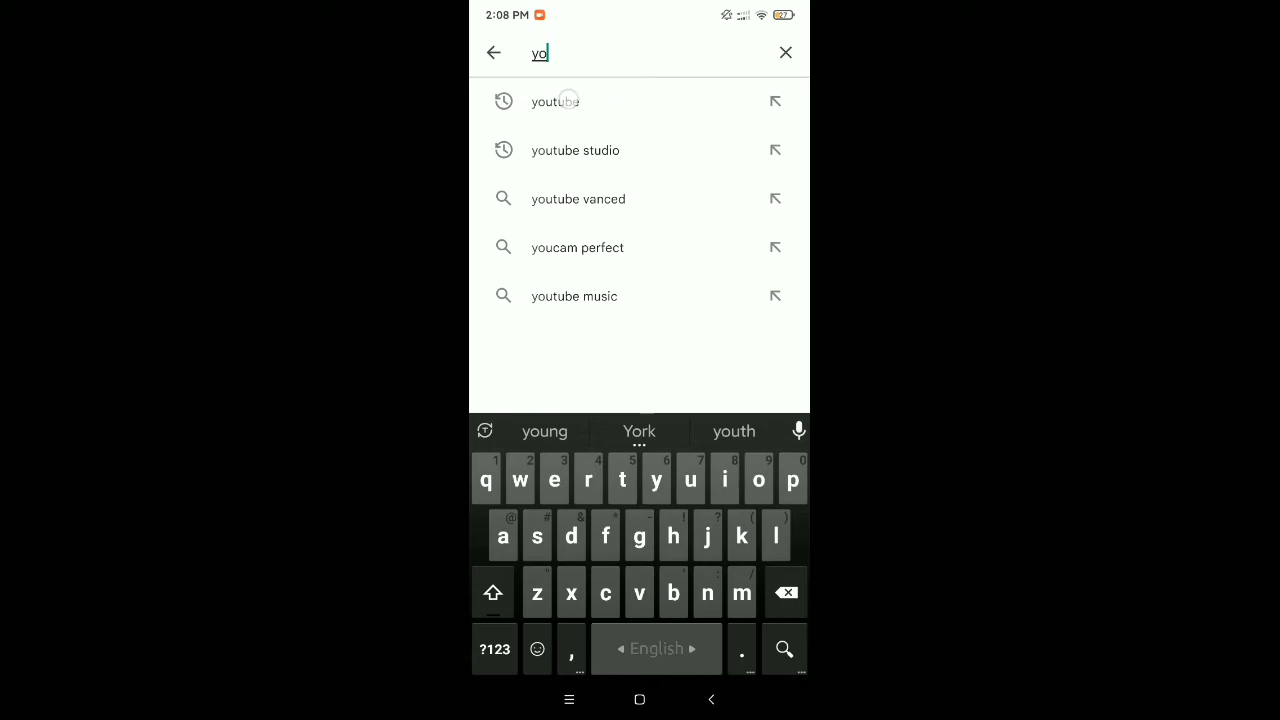 2:08 PM 27
yo
youtube
youtube studio
youtube vanced
youcam perfect
youtube music
young York youth
1 2 3 4 5 6 7 8 9 0
q w e r t y u i o p
@ # & * - ! ? ( )
a s d f g h j k l
" ' : /
z x c v b n m
?123 , English .